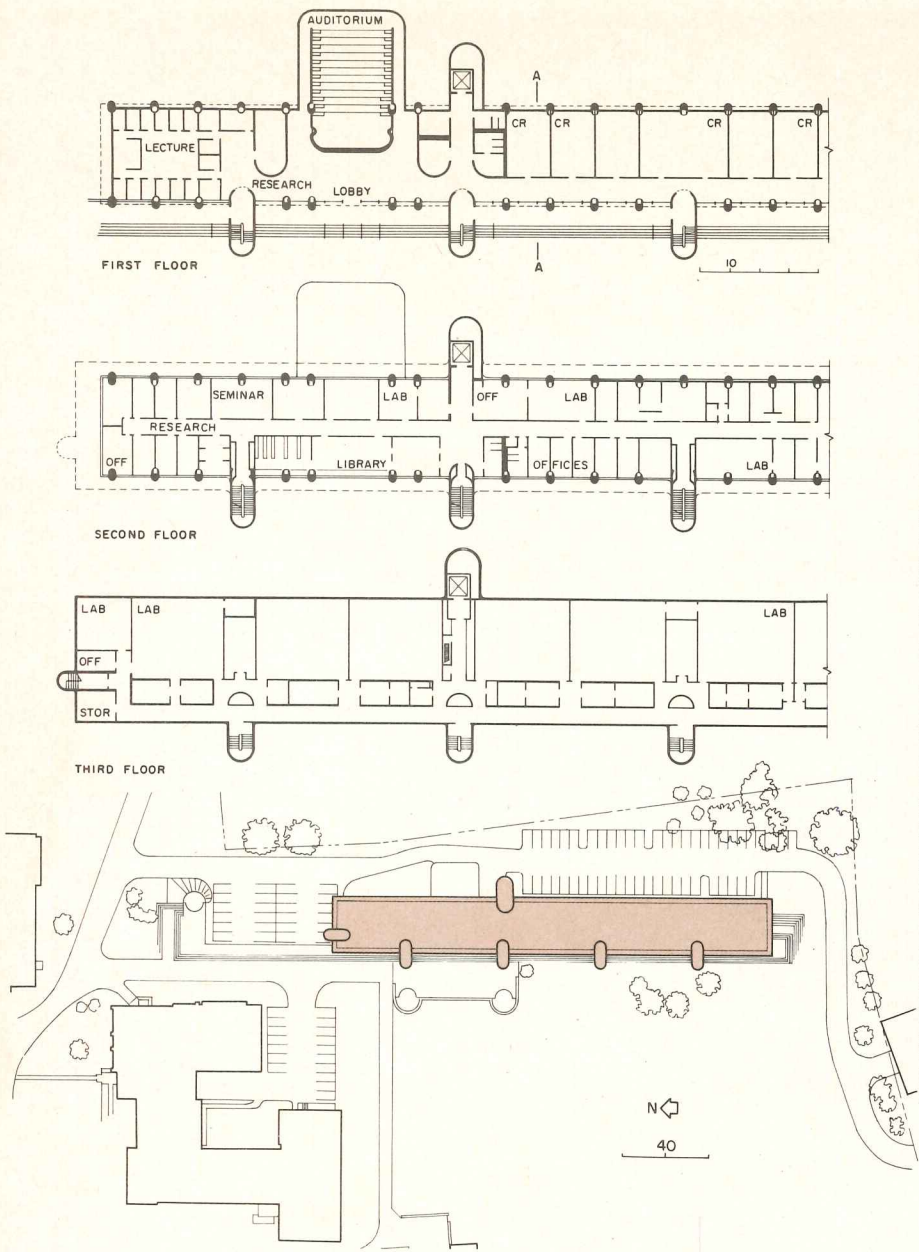 AUDITORIUM
A
CR CR CR CR
LECTURE
RESEARCH LOBBY
FIRST FLOOR
A
10
SEMINAR LAB OFF LAB
RESEARCH
OFF LIBRARY OFFICIES LAB
SECOND FLOOR
LAB LAB LAB
OFF
STOR
THIRD FLOOR
N
40